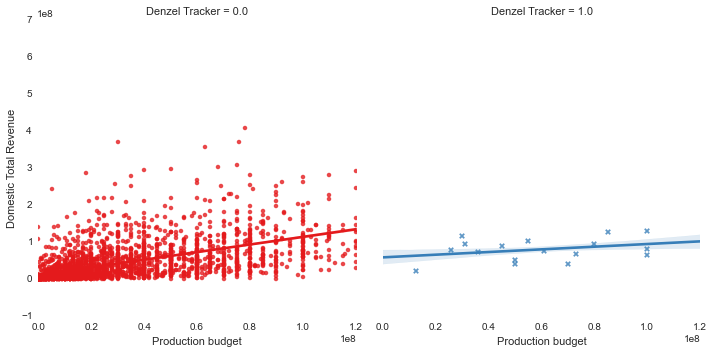 Denzel Tracker = 0.0
Denzel Tracker = 1.0
1e8
7
6
5
4
3
2
1
0
−1
Domestic Total Revenue
0.0 0.2 0.4 0.6 0.8 1.0 1.2
0.0 0.2 0.4 0.6 0.8 1.0 1.2
Production budget
1e8
Production budget
1e8